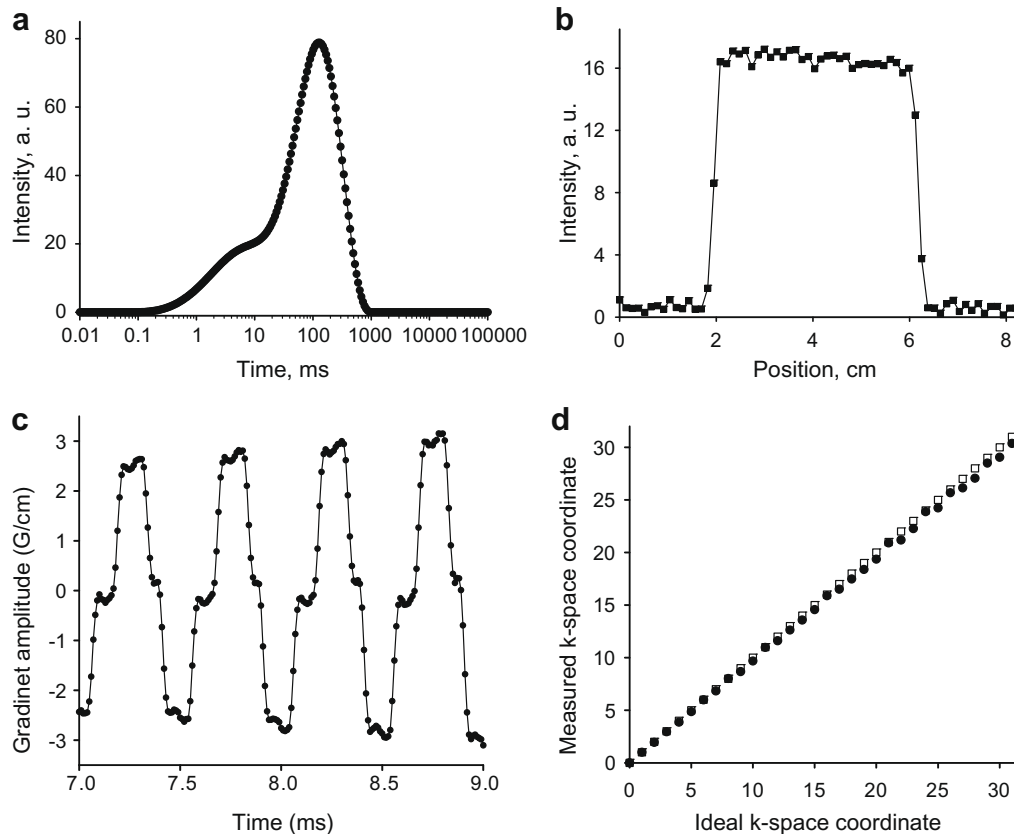 a
80
60
40
20
0
Intensity, a. u.
0.01 0.1 1 10 100 1000 10000 100000
Time, ms
b
16
12
8
4
0
Intensity, a. u.
0 2 4 6 8
Position, cm
c
3
2
1
0
-1
-2
-3
Gradinet amplitude (G/cm)
7.0 7.5 8.0 8.5 9.0
Time (ms)
d
30
25
20
15
10
5
0
Measured k-space coordinate
0 5 10 15 20 25 30
Ideal k-space coordinate